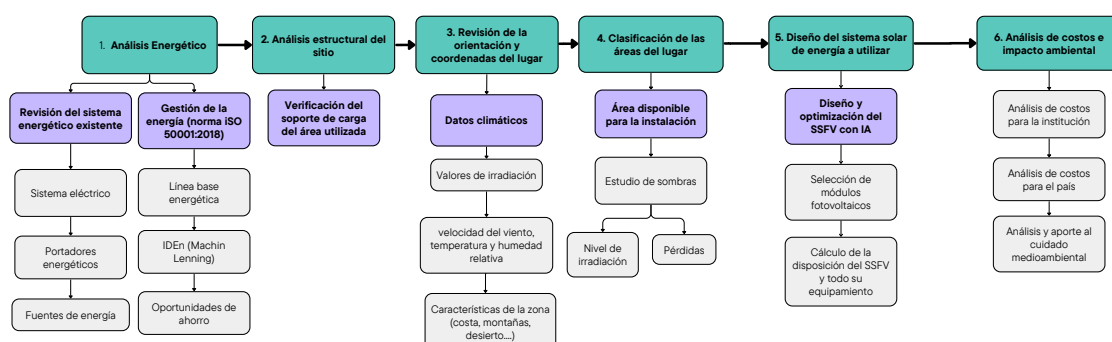 1. Análisis Energético
2. Análisis estructural del
sitio
3. Revisión de la
orientación y
coordenadas del lugar
4. Clasificación de las
áreas del lugar
5. Diseño del sistema solar
de energía a utilizar
6. Análisis de costos e
impacto ambiental
Revisión del sistema
energético existente
Gestión de la
energía (norma iSO
50001:2018)
Verificación del
soporte de carga
del área utilizada
Datos climáticos
Área disponible
para la instalación
Diseño y
optimización del
SSFV con IA
Análisis de costos
para la institución
Sistema eléctrico
Línea base
energética
Valores de irradiación
Estudio de sombras
Selección de
módulos
fotovoltaicos
Análisis de costos
para el país
Portadores
energéticos
IDEn (Machin
Lenning)
velocidad del viento,
temperatura y humedad
relativa
Nivel de
irradiación
Pérdidas
Cálculo de la
disposición del SSFV
y todo su
equipamiento
Análisis y aporte al
cuidado
medioambiental
Fuentes de energía
Oportunidades de
ahorro
Características de la zona
(costa, montañas,
desierto....)